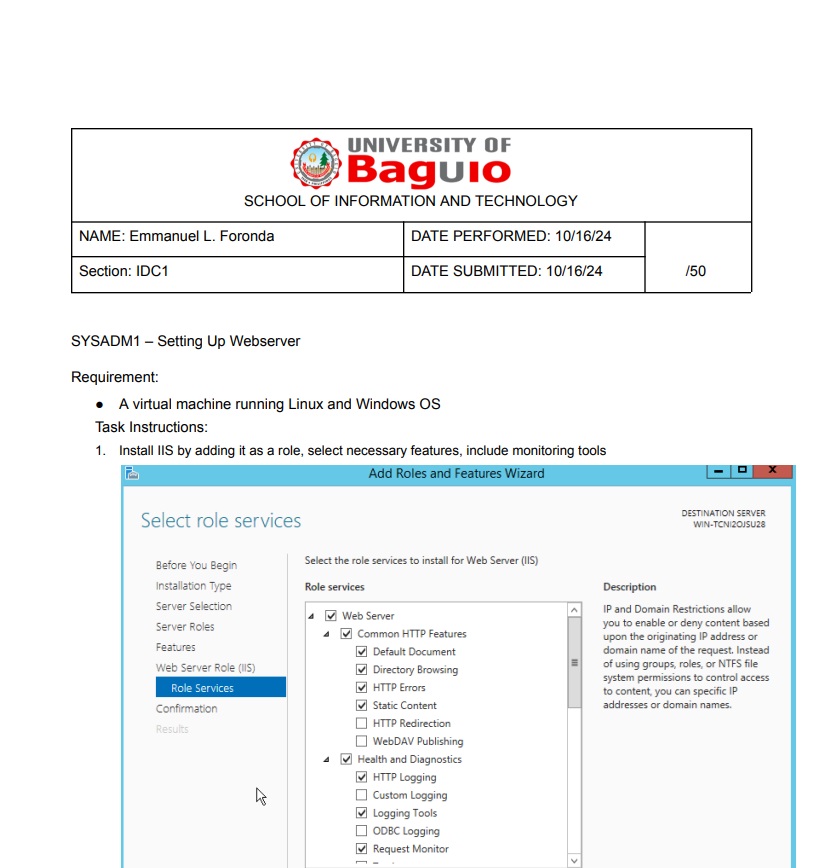 UNIVERSITY OF
Baguio
SCHOOL OF INFORMATION AND TECHNOLOGY
NAME: Emmanuel L. Foronda
DATE PERFORMED: 10/16/24
Section: IDC1
DATE SUBMITTED: 10/16/24
/50
SYSADM1 – Setting Up Webserver
Requirement:
● A virtual machine running Linux and Windows OS
Task Instructions:
1. Install IIS by adding it as a role, select necessary features, include monitoring tools
Add Roles and Features Wizard
Select role services
DESTINATION SERVER
WIN-TCNI2OJSU28
Before You Begin
Installation Type
Server Selection
Server Roles
Features
Web Server Role (IIS)
Role Services
Confirmation
Results
Select the role services to install for Web Server (IIS)
Role services
Web Server
Common HTTP Features
Default Document
Directory Browsing
HTTP Errors
Static Content
HTTP Redirection
WebDAV Publishing
Health and Diagnostics
HTTP Logging
Custom Logging
Logging Tools
ODBC Logging
Request Monitor
Description
IP and Domain Restrictions allow
you to enable or deny content based
upon the originating IP address or
domain name of the request. Instead
of using groups, roles, or NTFS file
system permissions to control access
to content, you can specific IP
addresses or domain names.